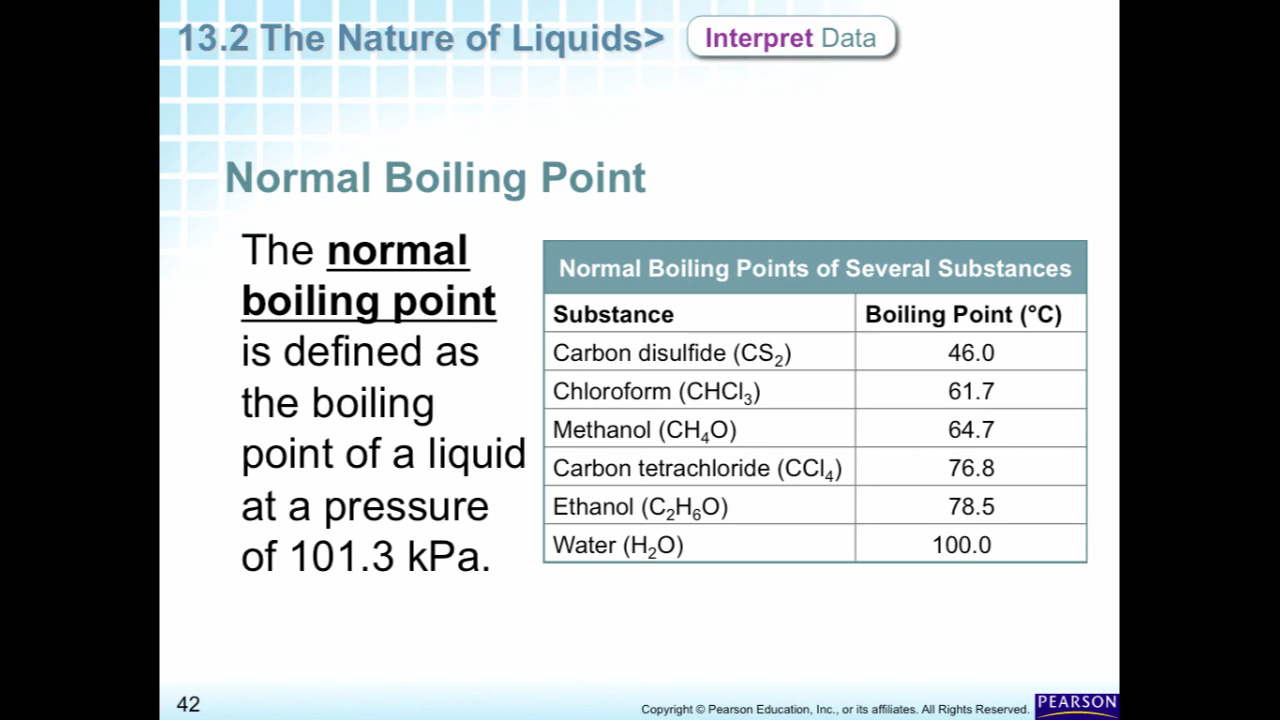 13.2 The Nature of Liquids> Interpret Data
Normal Boiling Point
The normal
boiling point
is defined as
the boiling
point of a liquid
at a pressure
of 101.3 kPa.
Normal Boiling Points of Several Substances
Substance Boiling Point (°C)
Carbon disulfide (CS₂) 46.0
Chloroform (CHCl₃) 61.7
Methanol (CH₄O) 64.7
Carbon tetrachloride (CCl₄) 76.8
Ethanol (C₂H₆O) 78.5
Water (H₂O) 100.0
42
Copyright © Pearson Education, Inc., or its affiliates. All Rights Reserved.
PEARSON